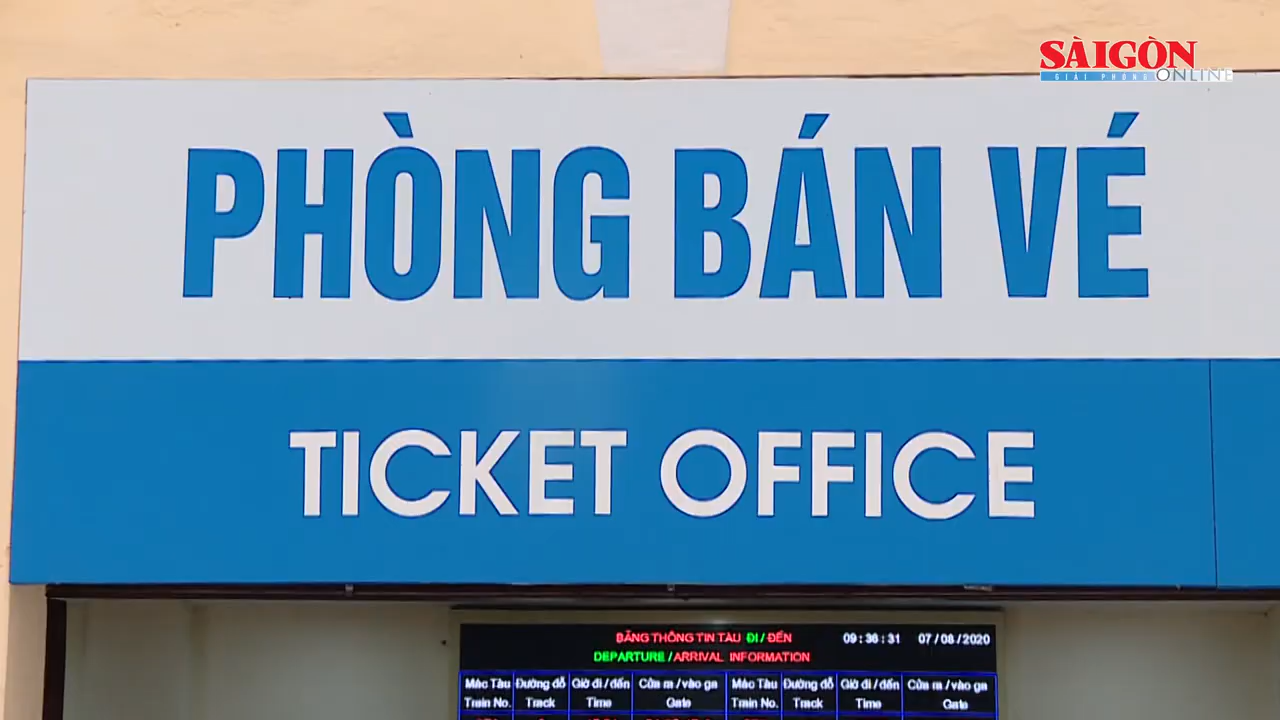 SÀIGÒN
GIẢI PHÓNG ONLINE
PHÒNG BÁN VÉ
TICKET OFFICE
BẢNG THÔNG TIN TÀU ĐI / ĐẾN 09:36:31 07/08/2020
DEPARTURE / ARRIVAL INFORMATION
Mác Tàu Đường đỗ Giờ đi / đến Cửa ra / vào ga Mác Tàu Đường đỗ Giờ đi / đến Cửa ra / vào ga
Train No. Track Time Gate Train No. Track Time Gate